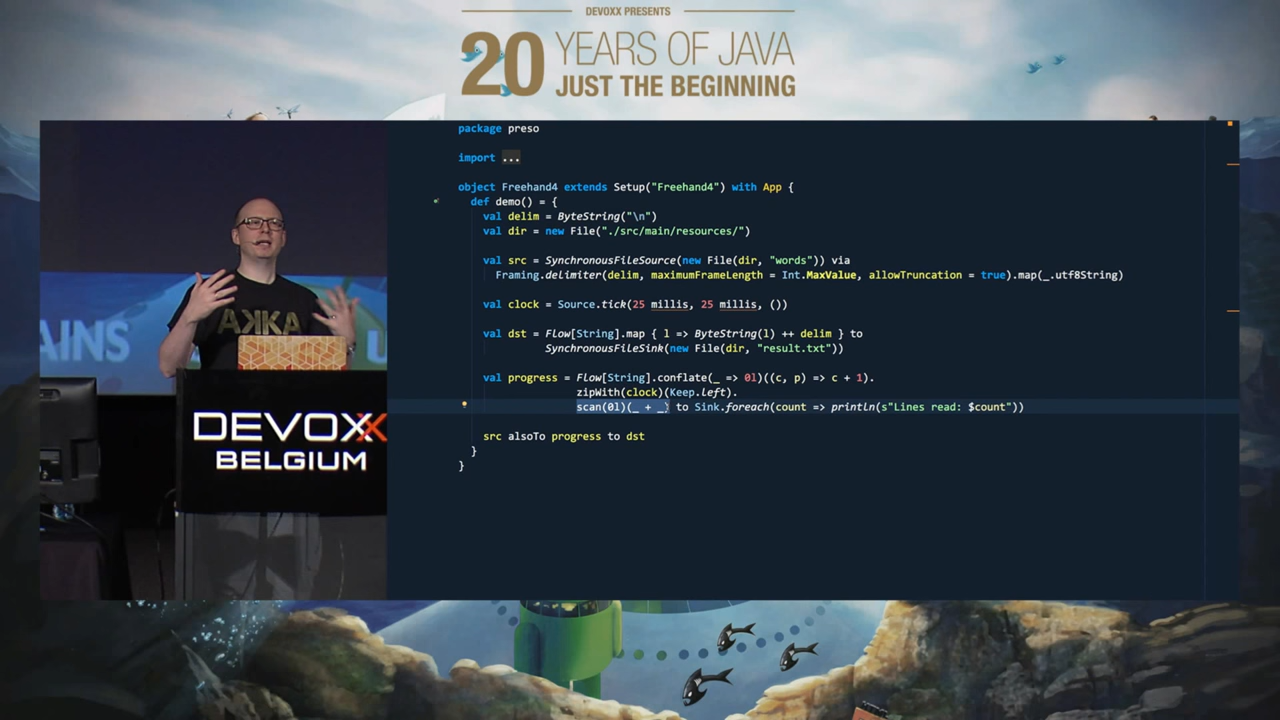 DEVOXX PRESENTS
20 YEARS OF JAVA
JUST THE BEGINNING
package preso
import ...
object Freehand4 extends Setup("Freehand4") with App {
def demo() = {
val delim = ByteString("\n")
val dir = new File("./src/main/resources/")
val src = SynchronousFileSource(new File(dir, "words")) via
Framing.delimiter(delim, maximumFrameLength = Int.MaxValue, allowTruncation = true).map(_.utf8String)
val clock = Source.tick(25 millis, 25 millis, ())
val dst = Flow[String].map { l => ByteString(l) ++ delim } to
SynchronousFileSink(new File(dir, "result.txt"))
val progress = Flow[String].conflate(_ => 0l)((c, p) => c + 1).
zipWith(clock)(Keep.left).
scan(0l)(_ + _) to Sink.foreach(count => println(s"Lines read: $count"))
src alsoTo progress to dst
}
}
AINS
U
AKKA
DEVOXX
BELGIUM